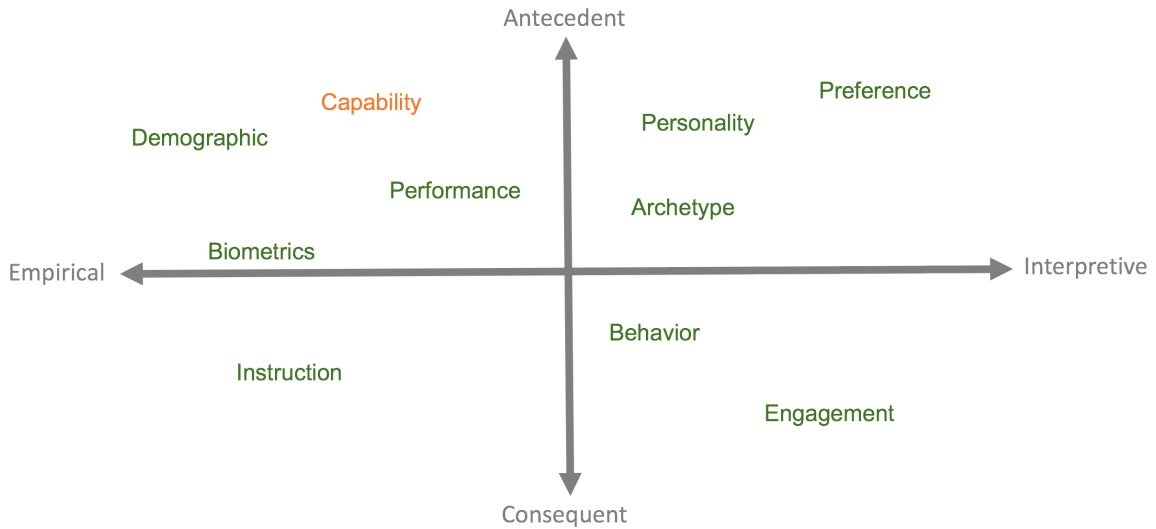 Antecedent
Preference
Capability
Personality
Demographic
Performance
Archetype
Biometrics
Empirical
Interpretive
Behavior
Instruction
Engagement
Consequent